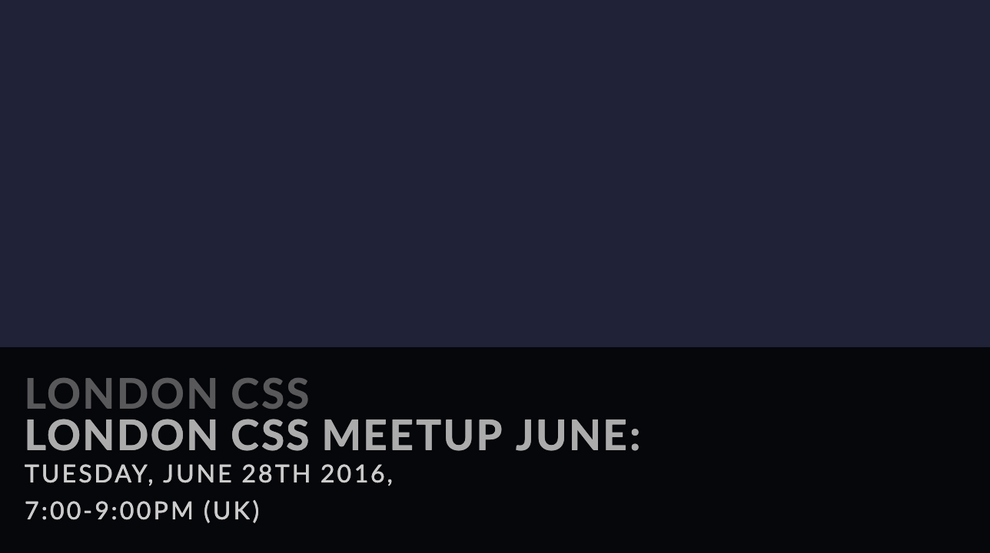 LONDON CSS
LONDON CSS MEETUP JUNE:
TUESDAY, JUNE 28TH 2016,
7:00-9:00PM (UK)